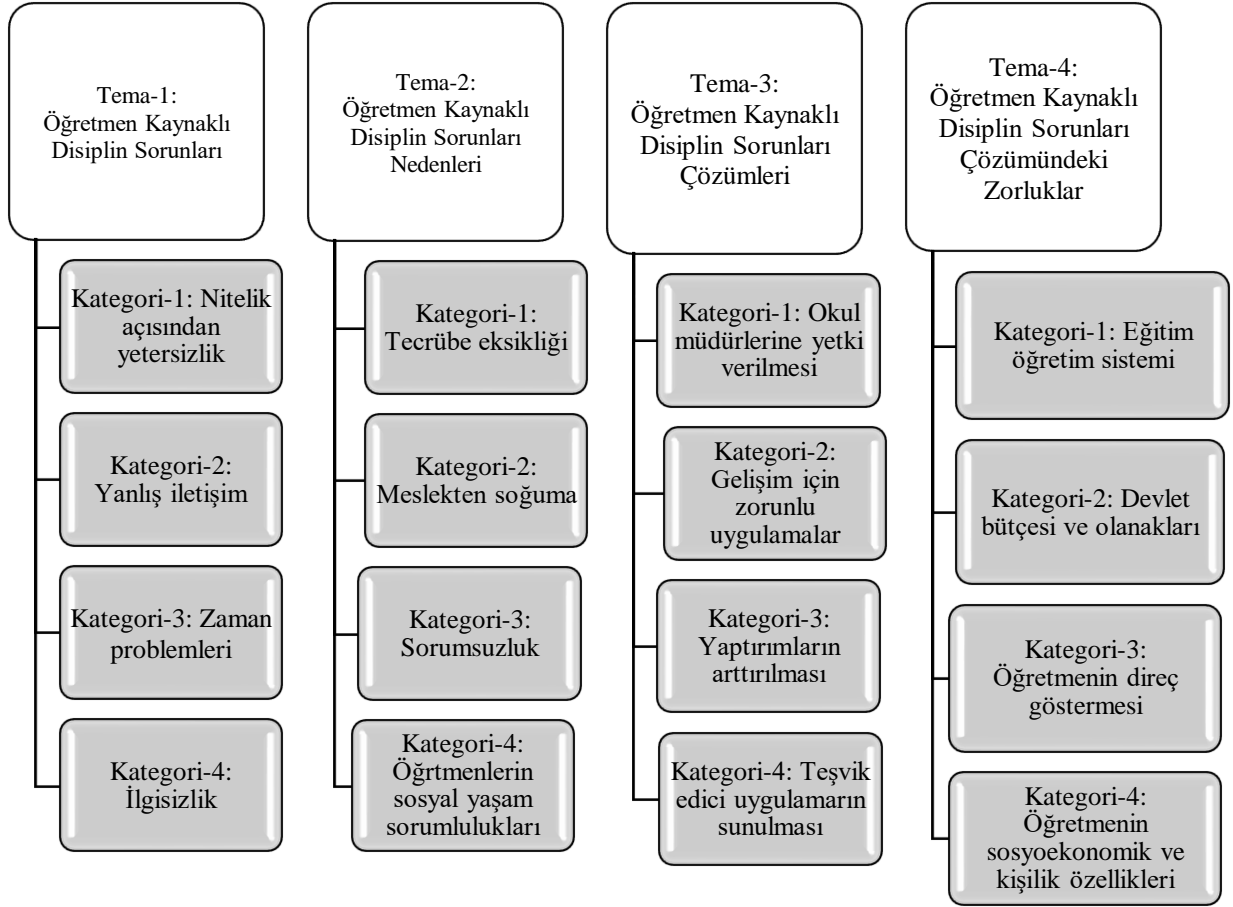 Tema-1:
Öğretmen Kaynaklı
Disiplin Sorunları
Kategori-1: Nitelik
açısından
yetersizlik
Kategori-2:
Yanlış iletişim
Kategori-3: Zaman
problemleri
Kategori-4:
İlgisizlik
Tema-2:
Öğretmen Kaynaklı
Disiplin Sorunları
Nedenleri
Kategori-1:
Tecrübe eksikliği
Kategori-2:
Meslekten soğuma
Kategori-3:
Sorumsuzluk
Kategori-4:
Öğrtmenlerin
sosyal yaşam
sorumlulukları
Tema-3:
Öğretmen Kaynaklı
Disiplin Sorunları
Çözümleri
Kategori-1: Okul
müdürlerine yetki
verilmesi
Kategori-2:
Gelişim için
zorunlu
uygulamalar
Kategori-3:
Yaptırımların
arttırılması
Kategori-4: Teşvik
edici uygulamarın
sunulması
Tema-4:
Öğretmen Kaynaklı
Disiplin Sorunları
Çözümündeki
Zorluklar
Kategori-1: Eğitim
öğretim sistemi
Kategori-2: Devlet
bütçesi ve olanakları
Kategori-3:
Öğretmenin direç
göstermesi
Kategori-4:
Öğretmenin
sosyoekonomik ve
kişilik özellikleri